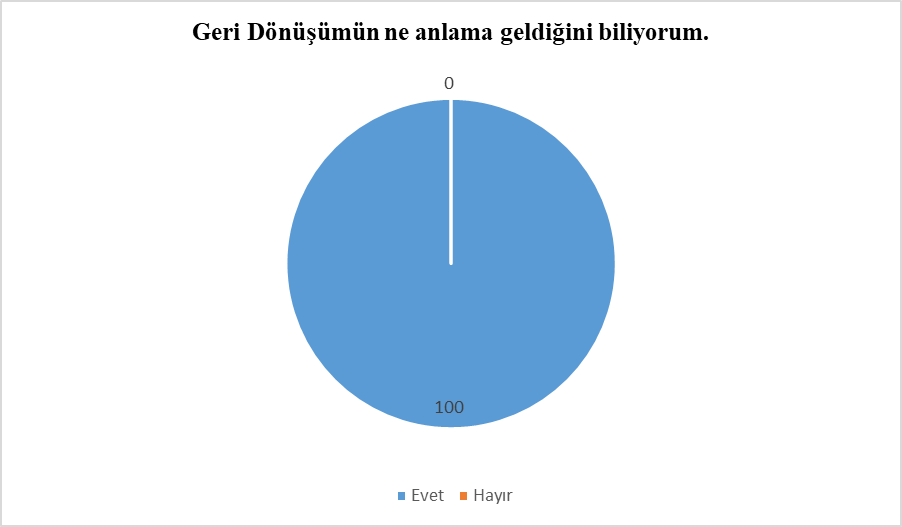 Geri Dönüşümün ne anlama geldiğini biliyorum.
0
100
Evet Hayır